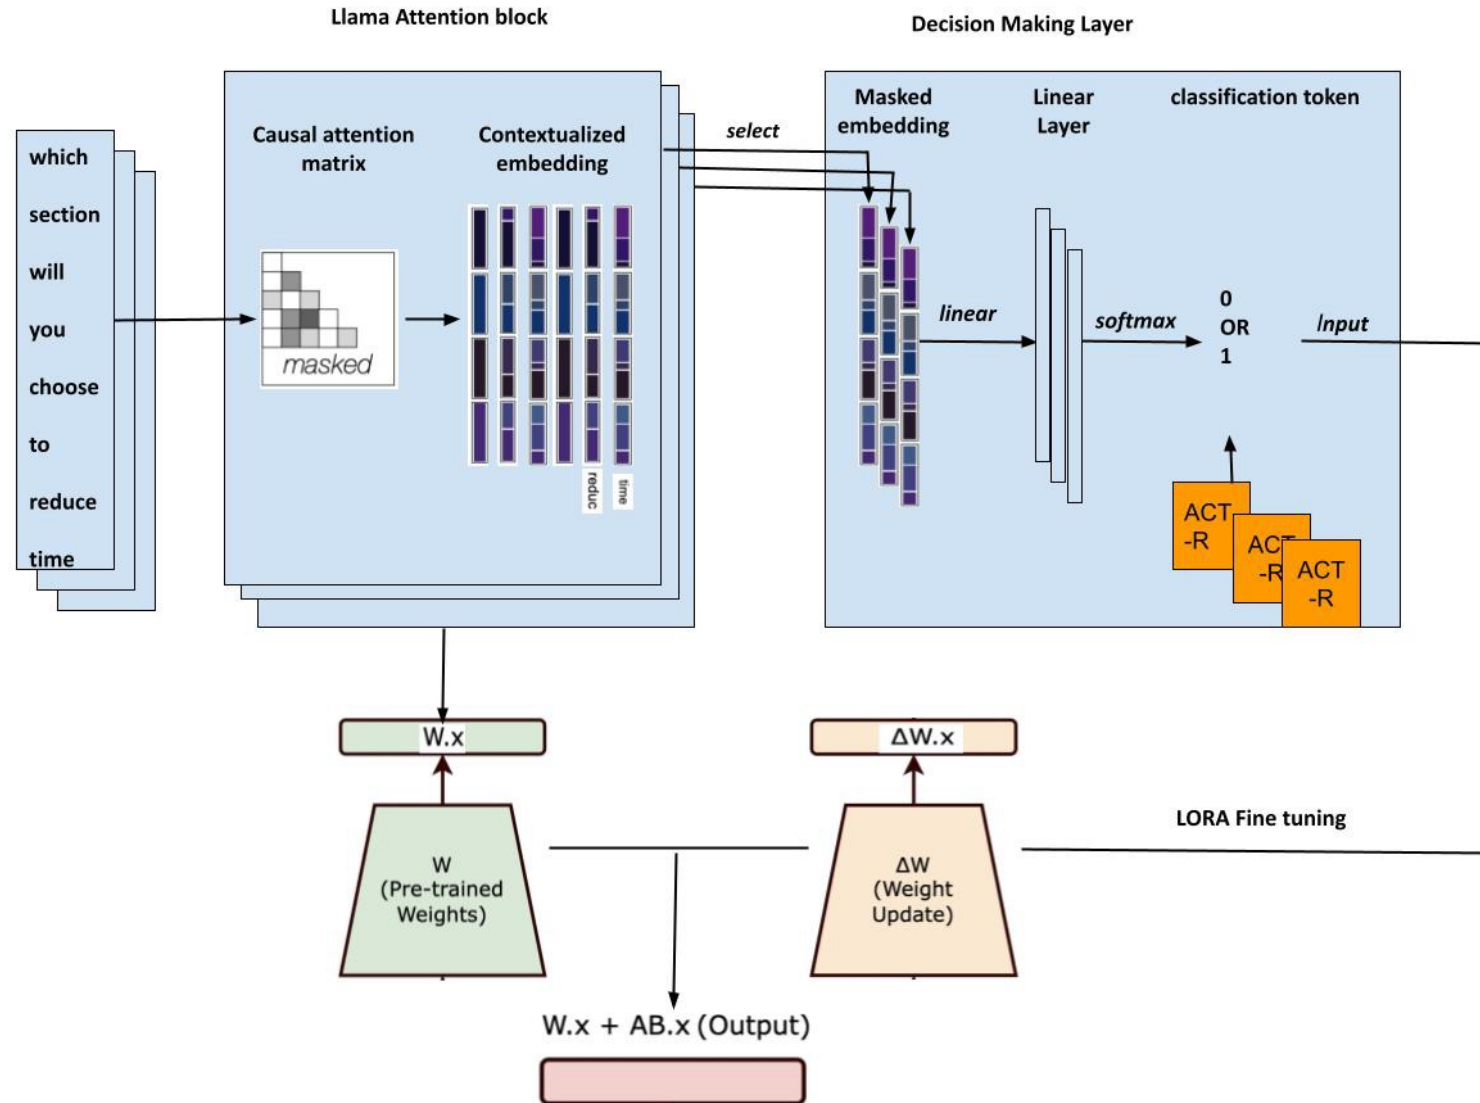 Llama Attention block
Decision Making Layer
which
section
will
you
choose
to
reduce
time
Causal attention
matrix
masked
Contextualized
embedding
reduc
time
select
Masked
embedding
linear
Linear
Layer
softmax
classification token
0
OR
1
Input
ACT
-R
ACT
-R
ACT
-R
W.x
W
(Pre-trained
Weights)
ΔW.x
ΔW
(Weight
Update)
LORA Fine tuning
W.x + AB.x (Output)